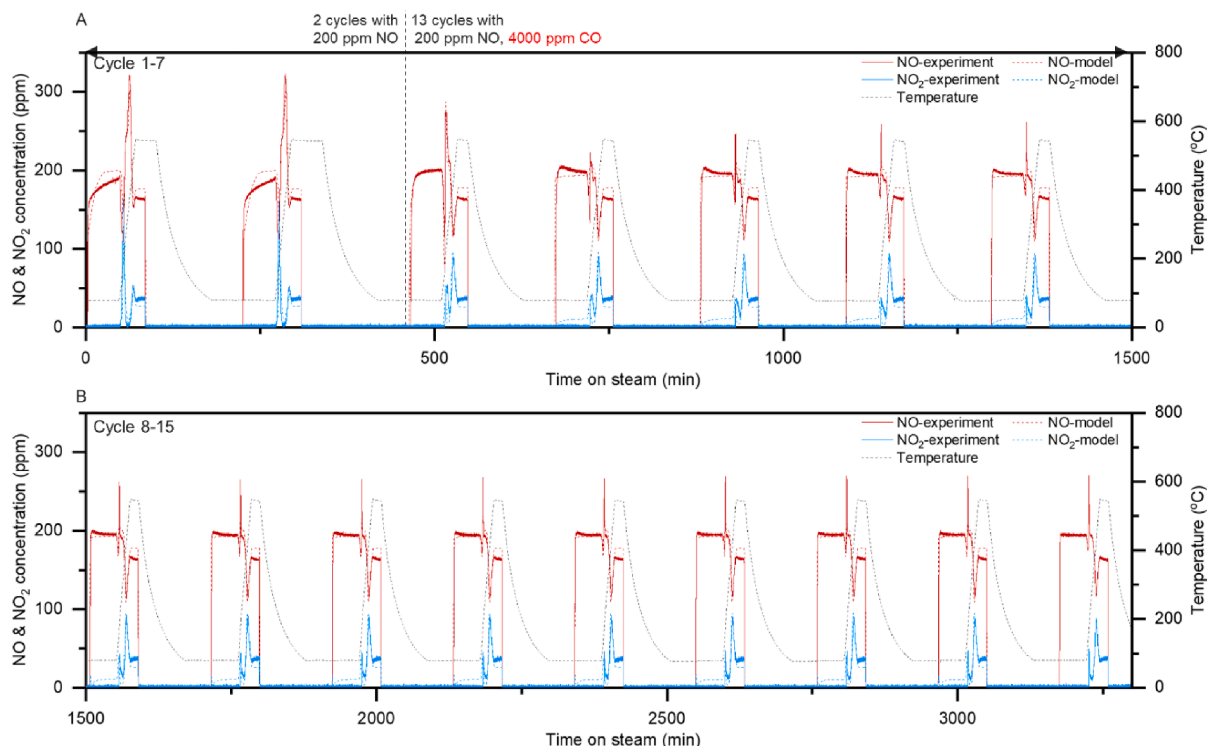 A
2 cycles with
200 ppm NO
13 cycles with
200 ppm NO, 4000 ppm CO
Cycle 1-7
NO-experiment
NO-model
NO₂-experiment
NO₂-model
Temperature
NO & NO₂ concentration (ppm)
300
200
100
0
800
600
400
200
0
Temperature (°C)
0
500
1000
1500
Time on steam (min)
B
Cycle 8-15
NO-experiment
NO-model
NO₂-experiment
NO₂-model
Temperature
NO & NO₂ concentration (ppm)
300
200
100
0
800
600
400
200
0
Temperature (°C)
1500
2000
2500
3000
Time on steam (min)